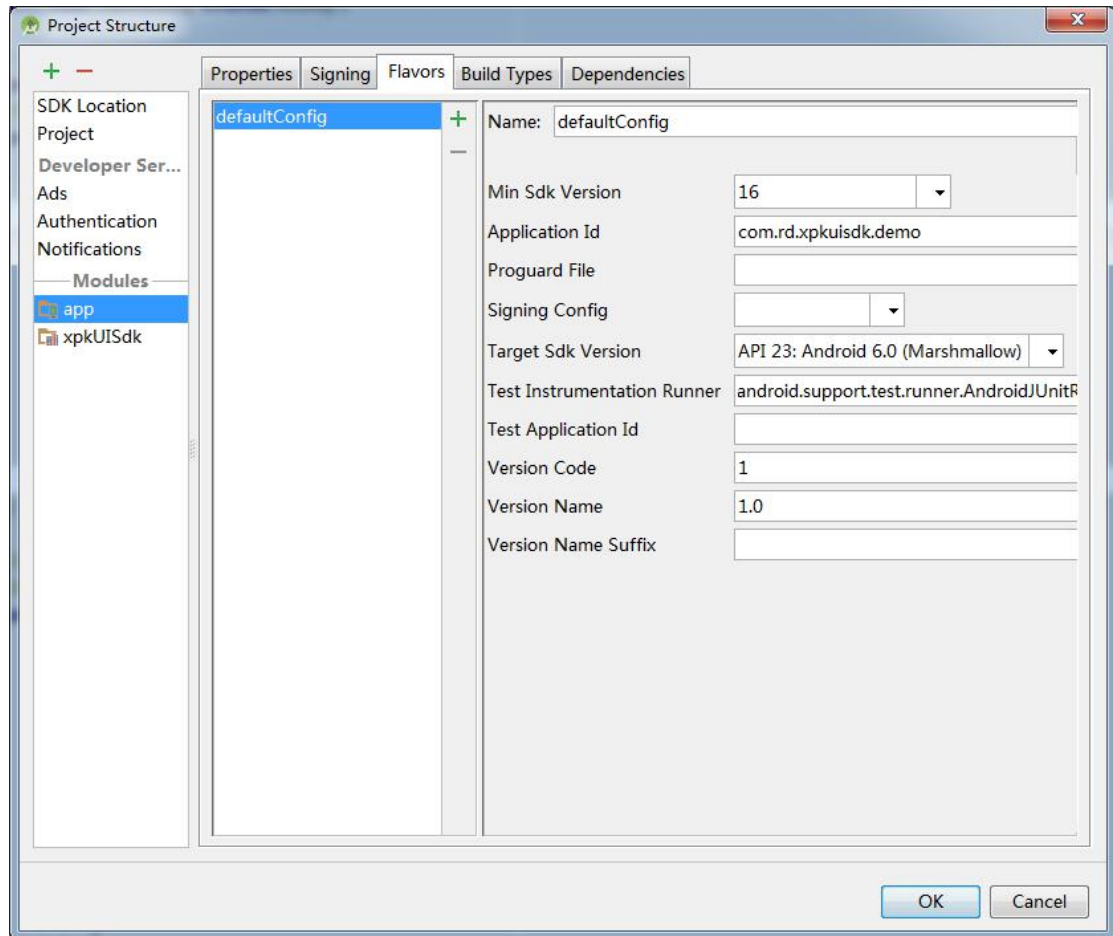 Project Structure
Properties Signing Flavors Build Types Dependencies
SDK Location
Project
Developer Ser...
Ads
Authentication
Notifications
Modules
app
xpkUISdk
defaultConfig
Name: defaultConfig
Min Sdk Version 16
Application Id com.rd.xpkuisdk.demo
Proguard File
Signing Config
Target Sdk Version API 23: Android 6.0 (Marshmallow)
Test Instrumentation Runner android.support.test.runner.AndroidJUnitR
Test Application Id
Version Code 1
Version Name 1.0
Version Name Suffix
OK Cancel